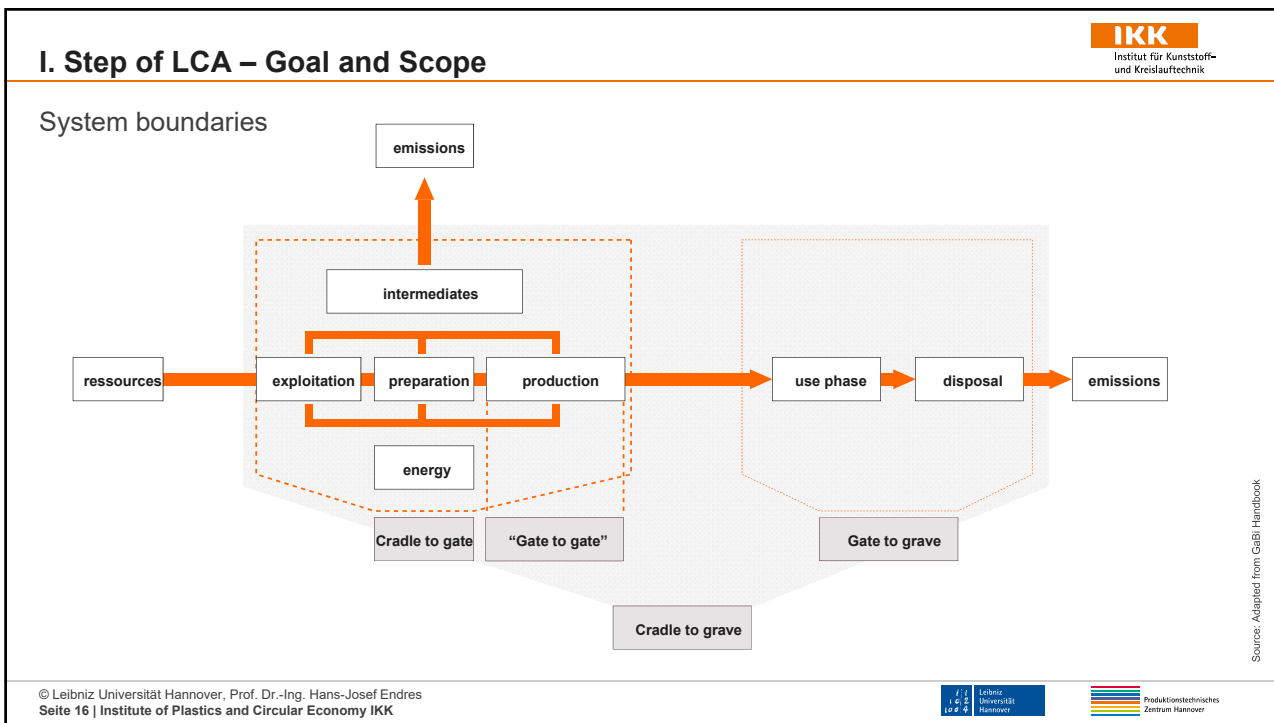 I. Step of LCA – Goal and Scope
IKK
Institut für Kunststoff-
und Kreislauftechnik
System boundaries
emissions
intermediates
ressources
exploitation
preparation
production
use phase
disposal
emissions
energy
Cradle to gate
“Gate to gate”
Gate to grave
Cradle to grave
Source: Adapted from GaBi Handbook
© Leibniz Universität Hannover, Prof. Dr.-Ing. Hans-Josef Endres
Seite 16 | Institute of Plastics and Circular Economy IKK
Leibniz
Universität
Hannover
Produktionstechnisches
Zentrum Hannover